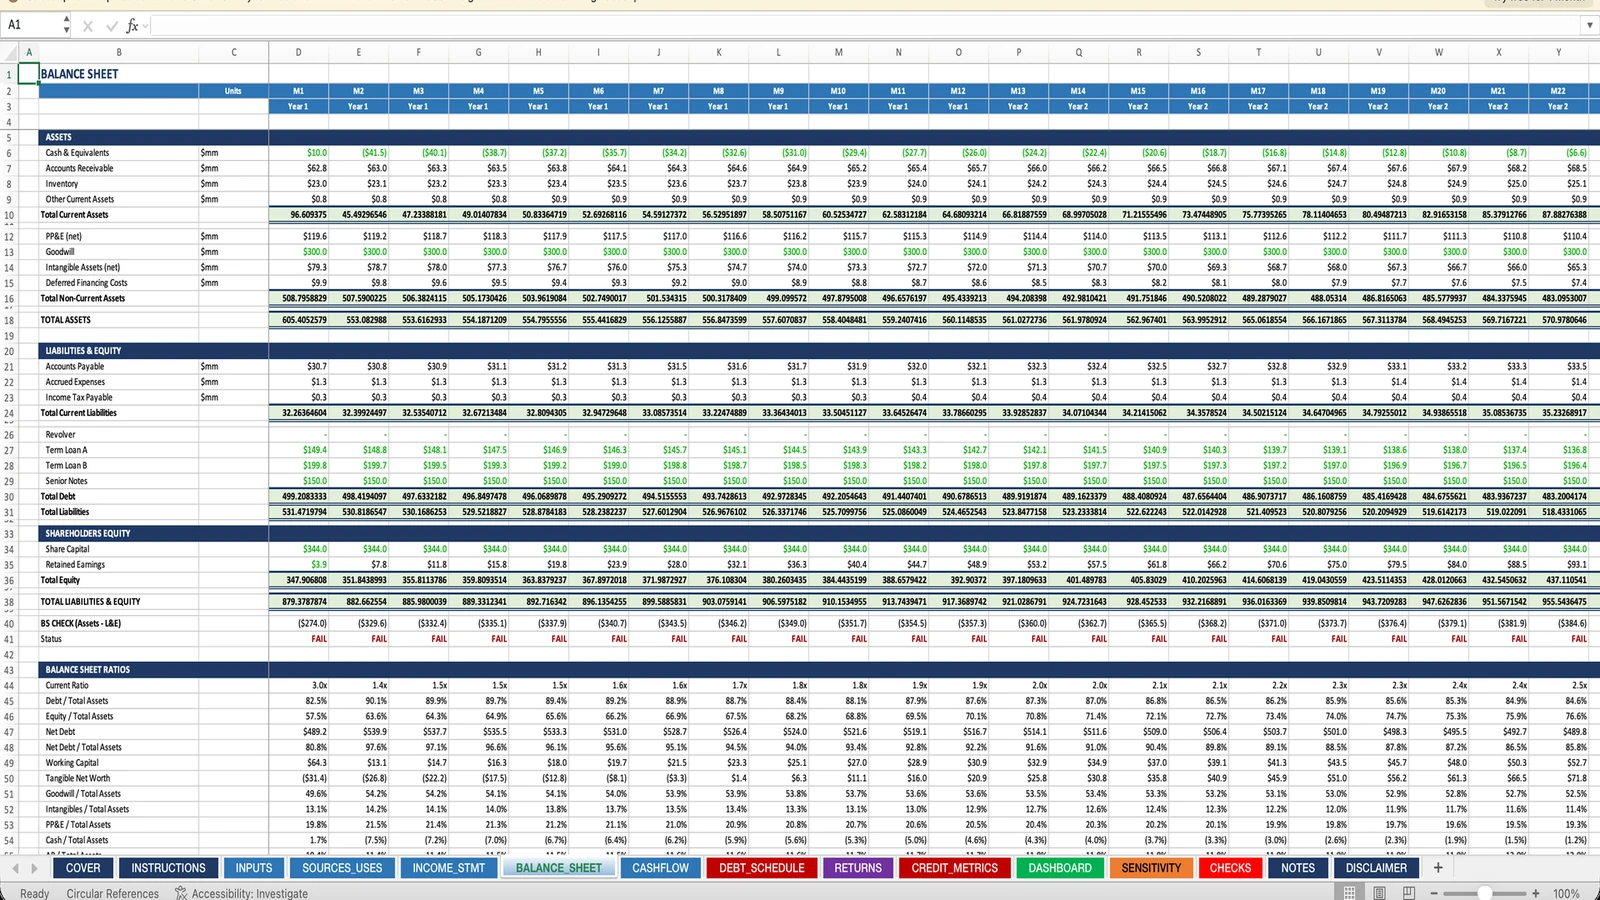 A1 fx
A B C D E F G H I J K L M N O P Q R S T U V W X Y
1 BALANCE SHEET
2 Units M1 M2 M3 M4 M5 M6 M7 M8 M9 M10 M11 M12 M13 M14 M15 M16 M17 M18 M19 M20 M21 M22
3 Year 1 Year 1 Year 1 Year 1 Year 1 Year 1 Year 1 Year 1 Year 1 Year 1 Year 1 Year 1 Year 2 Year 2 Year 2 Year 2 Year 2 Year 2 Year 2 Year 2 Year 2 Year 2
4
5 ASSETS
6 Cash & Equivalents $mm $10.0 ($41.5) ($40.1) ($38.7) ($37.2) ($35.7) ($34.2) ($32.6) ($31.0) ($29.4) ($27.7) ($26.0) ($24.2) ($22.4) ($20.6) ($18.7) ($16.8) ($14.8) ($12.8) ($10.8) ($8.7) ($6.6)
7 Accounts Receivable $mm $62.8 $63.0 $63.3 $63.5 $63.8 $64.1 $64.3 $64.6 $64.9 $65.2 $65.4 $65.7 $66.0 $66.2 $66.5 $66.8 $67.1 $67.4 $67.6 $67.9 $68.2 $68.5
8 Inventory $mm $23.0 $23.1 $23.2 $23.3 $23.4 $23.5 $23.6 $23.7 $23.8 $23.9 $24.0 $24.1 $24.2 $24.3 $24.4 $24.5 $24.6 $24.7 $24.8 $24.9 $25.0 $25.1
9 Other Current Assets $mm $0.8 $0.8 $0.8 $0.9 $0.9 $0.9 $0.9 $0.9 $0.9 $0.9 $0.9 $0.9 $0.9 $0.9 $0.9 $0.9 $0.9 $0.9 $0.9 $0.9 $0.9 $0.9
10 Total Current Assets 96.609375 45.49296546 47.23388181 49.01407834 50.83364719 52.69268116 54.59127372 56.52951897 58.50751167 60.52534727 62.58312184 64.68093214 66.81887559 68.99705028 71.21555496 73.47448905 75.77395265 78.11404653 80.49487213 82.91653158 85.37912766 87.88276388
12 PP&E (net) $mm $119.6 $119.2 $118.7 $118.3 $117.9 $117.5 $117.0 $116.6 $116.2 $115.7 $115.3 $114.9 $114.4 $114.0 $113.5 $113.1 $112.6 $112.2 $111.7 $111.3 $110.8 $110.4
13 Goodwill $mm $300.0 $300.0 $300.0 $300.0 $300.0 $300.0 $300.0 $300.0 $300.0 $300.0 $300.0 $300.0 $300.0 $300.0 $300.0 $300.0 $300.0 $300.0 $300.0 $300.0 $300.0 $300.0
14 Intangible Assets (net) $mm $79.3 $78.7 $78.0 $77.3 $76.7 $76.0 $75.3 $74.7 $74.0 $73.3 $72.7 $72.0 $71.3 $70.7 $70.0 $69.3 $68.7 $68.0 $67.3 $66.7 $66.0 $65.3
15 Deferred Financing Costs $mm $9.9 $9.8 $9.6 $9.5 $9.4 $9.3 $9.2 $9.0 $8.9 $8.8 $8.7 $8.6 $8.5 $8.3 $8.2 $8.1 $8.0 $7.9 $7.7 $7.6 $7.5 $7.4
16 Total Non-Current Assets 508.7958829 507.5900225 506.3824115 505.1730426 503.9619084 502.7490017 501.534315 500.3178409 499.099572 497.8795008 496.6576197 495.4339213 494.208398 492.9810421 491.751846 490.5208022 489.2879027 488.05314 486.8165063 485.5779937 484.3375945 483.0953007
18 TOTAL ASSETS 605.4052579 553.082988 553.6162933 554.1871209 554.7955556 555.4416829 556.1255887 556.8473599 557.6070837 558.4048481 559.2407416 560.1148535 561.0272736 561.9780924 562.967401 563.9952912 565.0618554 566.1671865 567.3113784 568.4945253 569.7167221 570.9780646
19
20 LIABILITIES & EQUITY
21 Accounts Payable $mm $30.7 $30.8 $30.9 $31.1 $31.2 $31.3 $31.5 $31.6 $31.7 $31.9 $32.0 $32.1 $32.3 $32.4 $32.5 $32.7 $32.8 $32.9 $33.1 $33.2 $33.3 $33.5
22 Accrued Expenses $mm $1.3 $1.3 $1.3 $1.3 $1.3 $1.3 $1.3 $1.3 $1.3 $1.3 $1.3 $1.3 $1.3 $1.3 $1.3 $1.3 $1.3 $1.3 $1.4 $1.4 $1.4 $1.4
23 Income Tax Payable $mm $0.3 $0.3 $0.3 $0.3 $0.3 $0.3 $0.3 $0.3 $0.3 $0.3 $0.4 $0.4 $0.4 $0.4 $0.4 $0.4 $0.4 $0.4 $0.4 $0.4 $0.4 $0.4
24 Total Current Liabilities 32.26364604 32.39924497 32.53540712 32.67213484 32.8094305 32.94729648 33.08573514 33.22474889 33.36434013 33.50451127 33.64526474 33.78660295 33.92852837 34.07104344 34.21415062 34.3578524 34.50215124 34.64704965 34.79255012 34.93865518 35.08536735 35.23268917
26 Revolver - - - - - - - - - - - - - - - - - - - - - -
27 Term Loan A $149.4 $148.8 $148.1 $147.5 $146.9 $146.3 $145.7 $145.1 $144.5 $143.9 $143.3 $142.7 $142.1 $141.5 $140.9 $140.3 $139.7 $139.1 $138.6 $138.0 $137.4 $136.8
28 Term Loan B $199.8 $199.7 $199.5 $199.3 $199.2 $199.0 $198.8 $198.7 $198.5 $198.3 $198.2 $198.0 $197.8 $197.7 $197.5 $197.3 $197.2 $197.0 $196.9 $196.7 $196.5 $196.4
29 Senior Notes $150.0 $150.0 $150.0 $150.0 $150.0 $150.0 $150.0 $150.0 $150.0 $150.0 $150.0 $150.0 $150.0 $150.0 $150.0 $150.0 $150.0 $150.0 $150.0 $150.0 $150.0 $150.0
30 Total Debt 499.2083333 498.4194097 497.6332182 496.8497478 496.0689878 495.2909272 494.5155553 493.7428613 492.9728345 492.2054643 491.4407401 490.6786513 489.9191874 489.1623379 488.4080924 487.6564404 486.9073717 486.1608759 485.4169428 484.6755621 483.9367237 483.2004174
31 Total Liabilities 531.4719794 530.8186547 530.1686253 529.5218827 528.8784183 528.2382237 527.6012904 526.9676102 526.3371746 525.7099756 525.0860049 524.4652543 523.8477158 523.2333814 522.622243 522.0142928 521.409523 520.8079256 520.2094929 519.6142173 519.022091 518.4331065
33 SHAREHOLDERS EQUITY
34 Share Capital $344.0 $344.0 $344.0 $344.0 $344.0 $344.0 $344.0 $344.0 $344.0 $344.0 $344.0 $344.0 $344.0 $344.0 $344.0 $344.0 $344.0 $344.0 $344.0 $344.0 $344.0 $344.0
35 Retained Earnings $3.9 $7.8 $11.8 $15.8 $19.8 $23.9 $28.0 $32.1 $36.3 $40.4 $44.7 $48.9 $53.2 $57.5 $61.8 $66.2 $70.6 $75.0 $79.5 $84.0 $88.5 $93.1
36 Total Equity 347.906808 351.8438993 355.8113786 359.8093514 363.8379237 367.8972018 371.9872927 376.108304 380.2603435 384.4435199 388.6579422 392.90372 397.1809633 401.489783 405.83029 410.2025963 414.6068139 419.0430559 423.5114353 428.0120663 432.5450632 437.110541
38 TOTAL LIABILITIES & EQUITY 879.3787874 882.662554 885.9800039 889.3312341 892.716342 896.1354255 899.5885831 903.0759141 906.5975182 910.1534955 913.7439471 917.3689742 921.0286791 924.7231643 928.452533 932.2168891 936.0163369 939.8509814 943.7209283 947.6262836 951.5671542 955.5436475
40 BS CHECK (Assets - L&E) ($274.0) ($329.6) ($332.4) ($335.1) ($337.9) ($340.7) ($343.5) ($346.2) ($349.0) ($351.7) ($354.5) ($357.3) ($360.0) ($362.7) ($365.5) ($368.2) ($371.0) ($373.7) ($376.4) ($379.1) ($381.9) ($384.6)
41 Status FAIL FAIL FAIL FAIL FAIL FAIL FAIL FAIL FAIL FAIL FAIL FAIL FAIL FAIL FAIL FAIL FAIL FAIL FAIL FAIL FAIL FAIL
42
43 BALANCE SHEET RATIOS
44 Current Ratio 3.0x 1.4x 1.5x 1.5x 1.5x 1.6x 1.6x 1.7x 1.8x 1.8x 1.9x 1.9x 2.0x 2.0x 2.1x 2.1x 2.2x 2.3x 2.3x 2.4x 2.4x 2.5x
45 Debt / Total Assets 82.5% 90.1% 89.9% 89.7% 89.4% 89.2% 88.9% 88.7% 88.4% 88.1% 87.9% 87.6% 87.3% 87.0% 86.8% 86.5% 86.2% 85.9% 85.6% 85.3% 84.9% 84.6%
46 Equity / Total Assets 57.5% 63.6% 64.3% 64.9% 65.6% 66.2% 66.9% 67.5% 68.2% 68.8% 69.5% 70.1% 70.8% 71.4% 72.1% 72.7% 73.4% 74.0% 74.7% 75.3% 75.9% 76.6%
47 Net Debt $489.2 $539.9 $537.7 $535.5 $533.3 $531.0 $528.7 $526.4 $524.0 $521.6 $519.1 $516.7 $514.1 $511.6 $509.0 $506.4 $503.7 $501.0 $498.3 $495.5 $492.7 $489.8
48 Net Debt / Total Assets 80.8% 97.6% 97.1% 96.6% 96.1% 95.6% 95.1% 94.5% 94.0% 93.4% 92.8% 92.2% 91.6% 91.0% 90.4% 89.8% 89.1% 88.5% 87.8% 87.2% 86.5% 85.8%
49 Working Capital $64.3 $13.1 $14.7 $16.3 $18.0 $19.7 $21.5 $23.3 $25.1 $27.0 $28.9 $30.9 $32.9 $34.9 $37.0 $39.1 $41.3 $43.5 $45.7 $48.0 $50.3 $52.7
50 Tangible Net Worth ($31.4) ($26.8) ($22.2) ($17.5) ($12.8) ($8.1) ($3.3) $1.4 $6.3 $11.1 $16.0 $20.9 $25.8 $30.8 $35.8 $40.9 $45.9 $51.0 $56.2 $61.3 $66.5 $71.8
51 Goodwill / Total Assets 49.6% 54.2% 54.2% 54.1% 54.1% 54.0% 53.9% 53.9% 53.8% 53.7% 53.6% 53.6% 53.5% 53.4% 53.3% 53.2% 53.1% 53.0% 52.9% 52.8% 52.7% 52.5%
52 Intangibles / Total Assets 13.1% 14.2% 14.1% 14.0% 13.8% 13.7% 13.5% 13.4% 13.3% 13.1% 13.0% 12.9% 12.7% 12.6% 12.4% 12.3% 12.2% 12.0% 11.9% 11.7% 11.6% 11.4%
53 PP&E / Total Assets 19.8% 21.5% 21.4% 21.3% 21.2% 21.1% 21.0% 20.9% 20.8% 20.7% 20.6% 20.5% 20.4% 20.3% 20.2% 20.1% 19.9% 19.8% 19.7% 19.6% 19.5% 19.3%
54 Cash / Total Assets 1.7% (7.5%) (7.2%) (7.0%) (6.7%) (6.4%) (6.2%) (5.9%) (5.6%) (5.3%) (5.0%) (4.6%) (4.3%) (4.0%) (3.7%) (3.3%) (3.0%) (2.6%) (2.3%) (1.9%) (1.5%) (1.2%)
COVER INSTRUCTIONS INPUTS SOURCES_USES INCOME_STMT BALANCE_SHEET CASHFLOW DEBT_SCHEDULE RETURNS CREDIT_METRICS DASHBOARD SENSITIVITY CHECKS NOTES DISCLAIMER +
Ready Circular References Accessibility: Investigate 100%